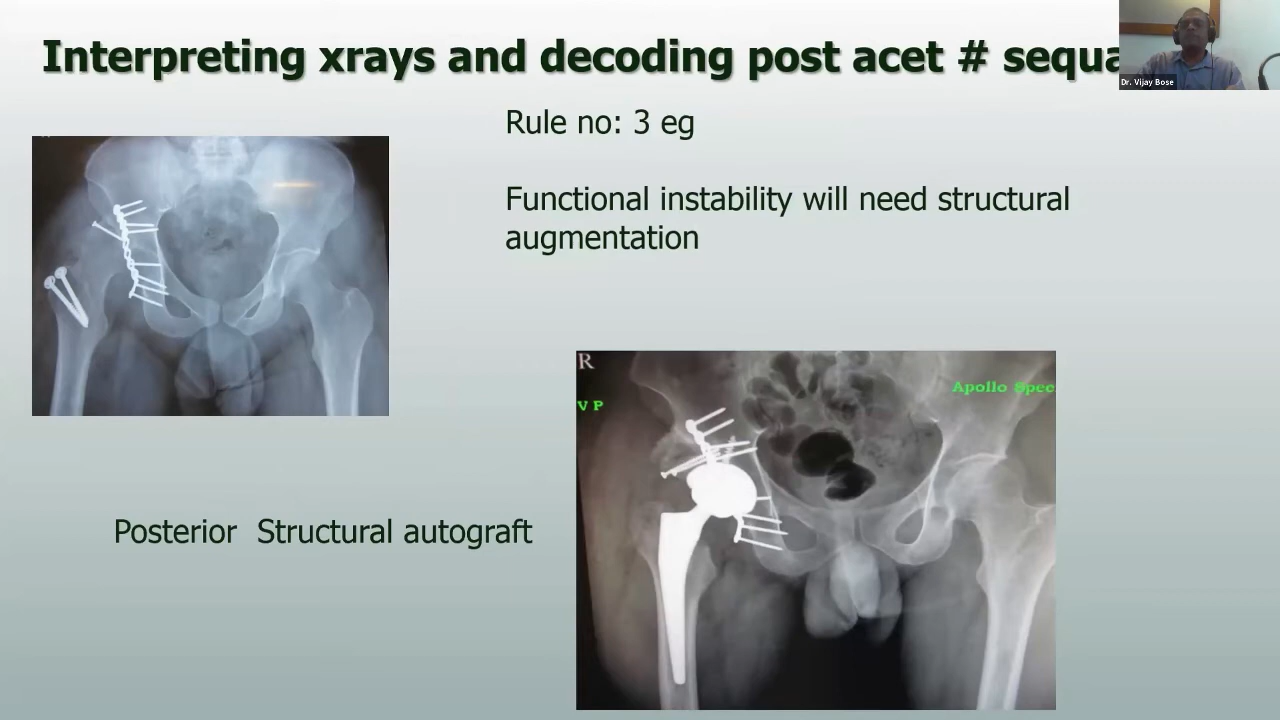 Interpreting xrays and decoding post acet # sequa
Dr. Vijay Bose
Rule no: 3 eg
Functional instability will need structural
augmentation
R
Apollo Spec
V P
Posterior Structural autograft